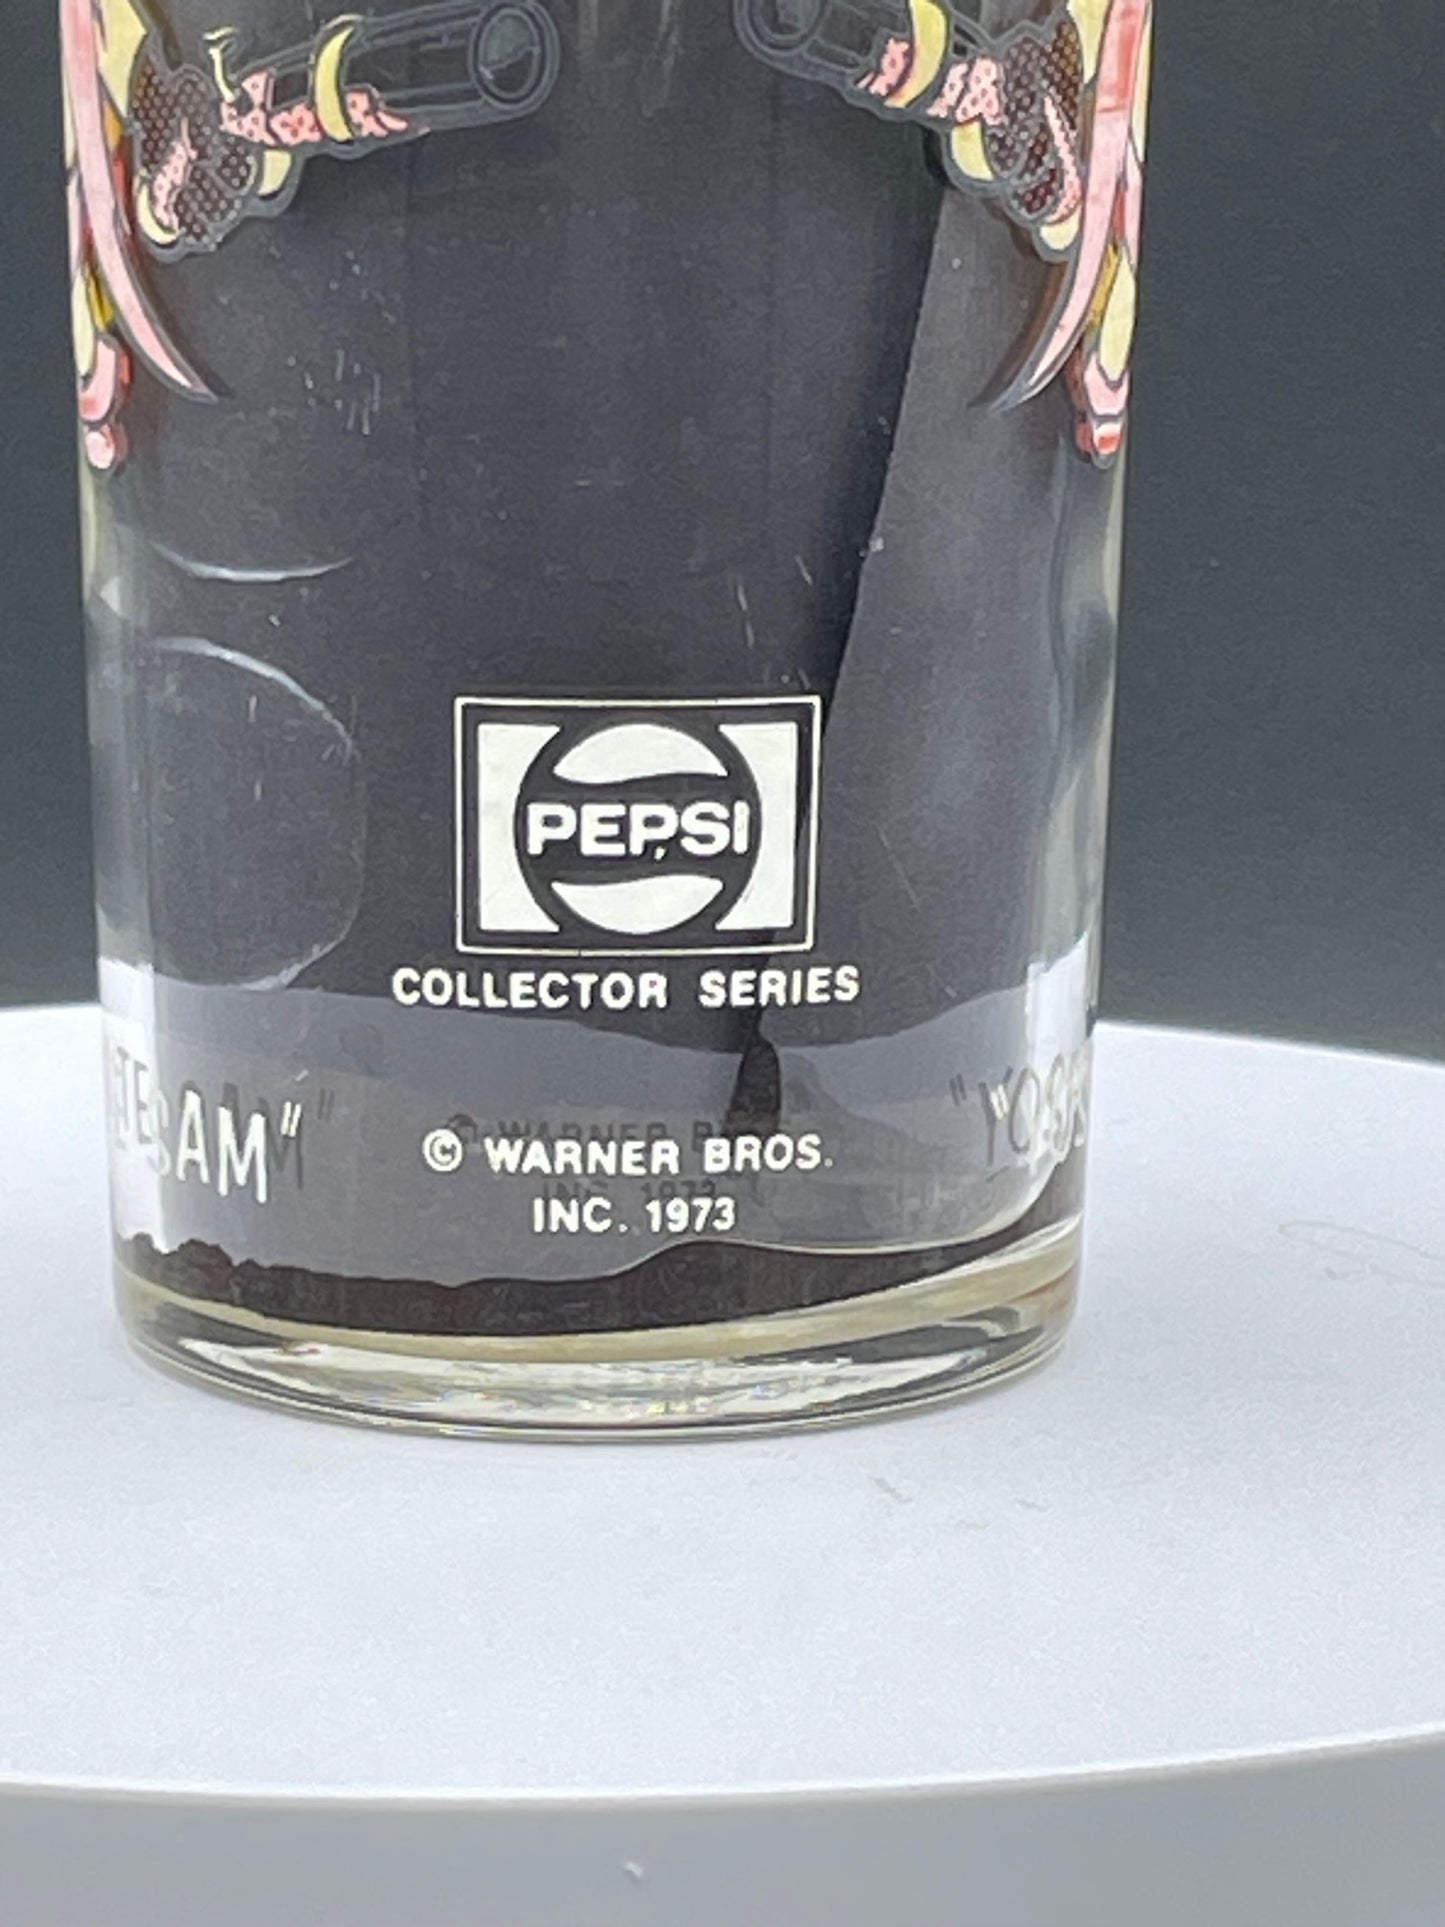 PEPSI
COLLECTOR SERIES
SAM"
© WARNER BROS.
INC. 1973